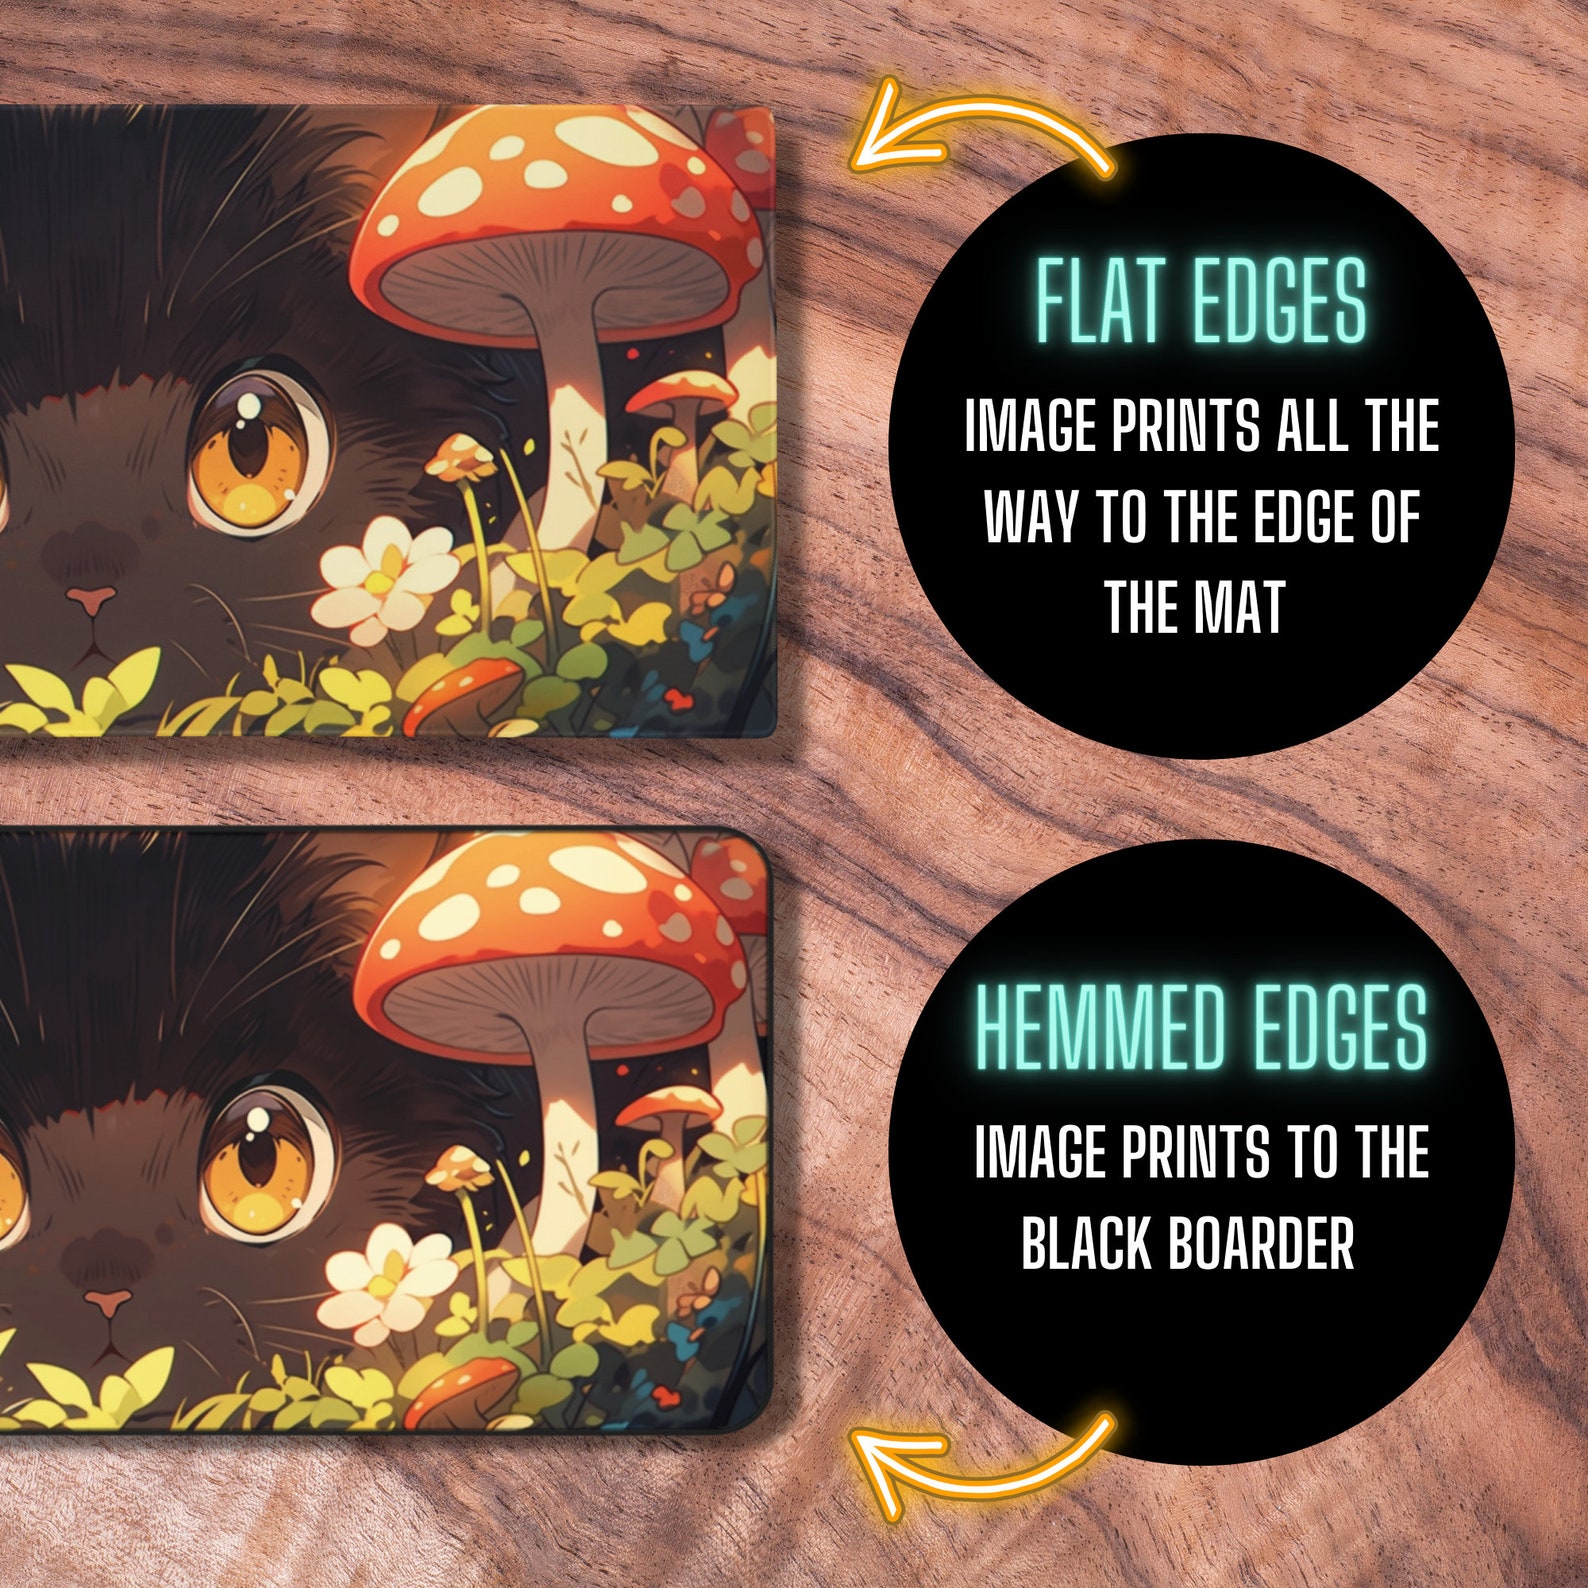 FLAT EDGES
IMAGE PRINTS ALL THE
WAY TO THE EDGE OF
THE MAT
HEMMED EDGES
IMAGE PRINTS TO THE
BLACK BOARDER